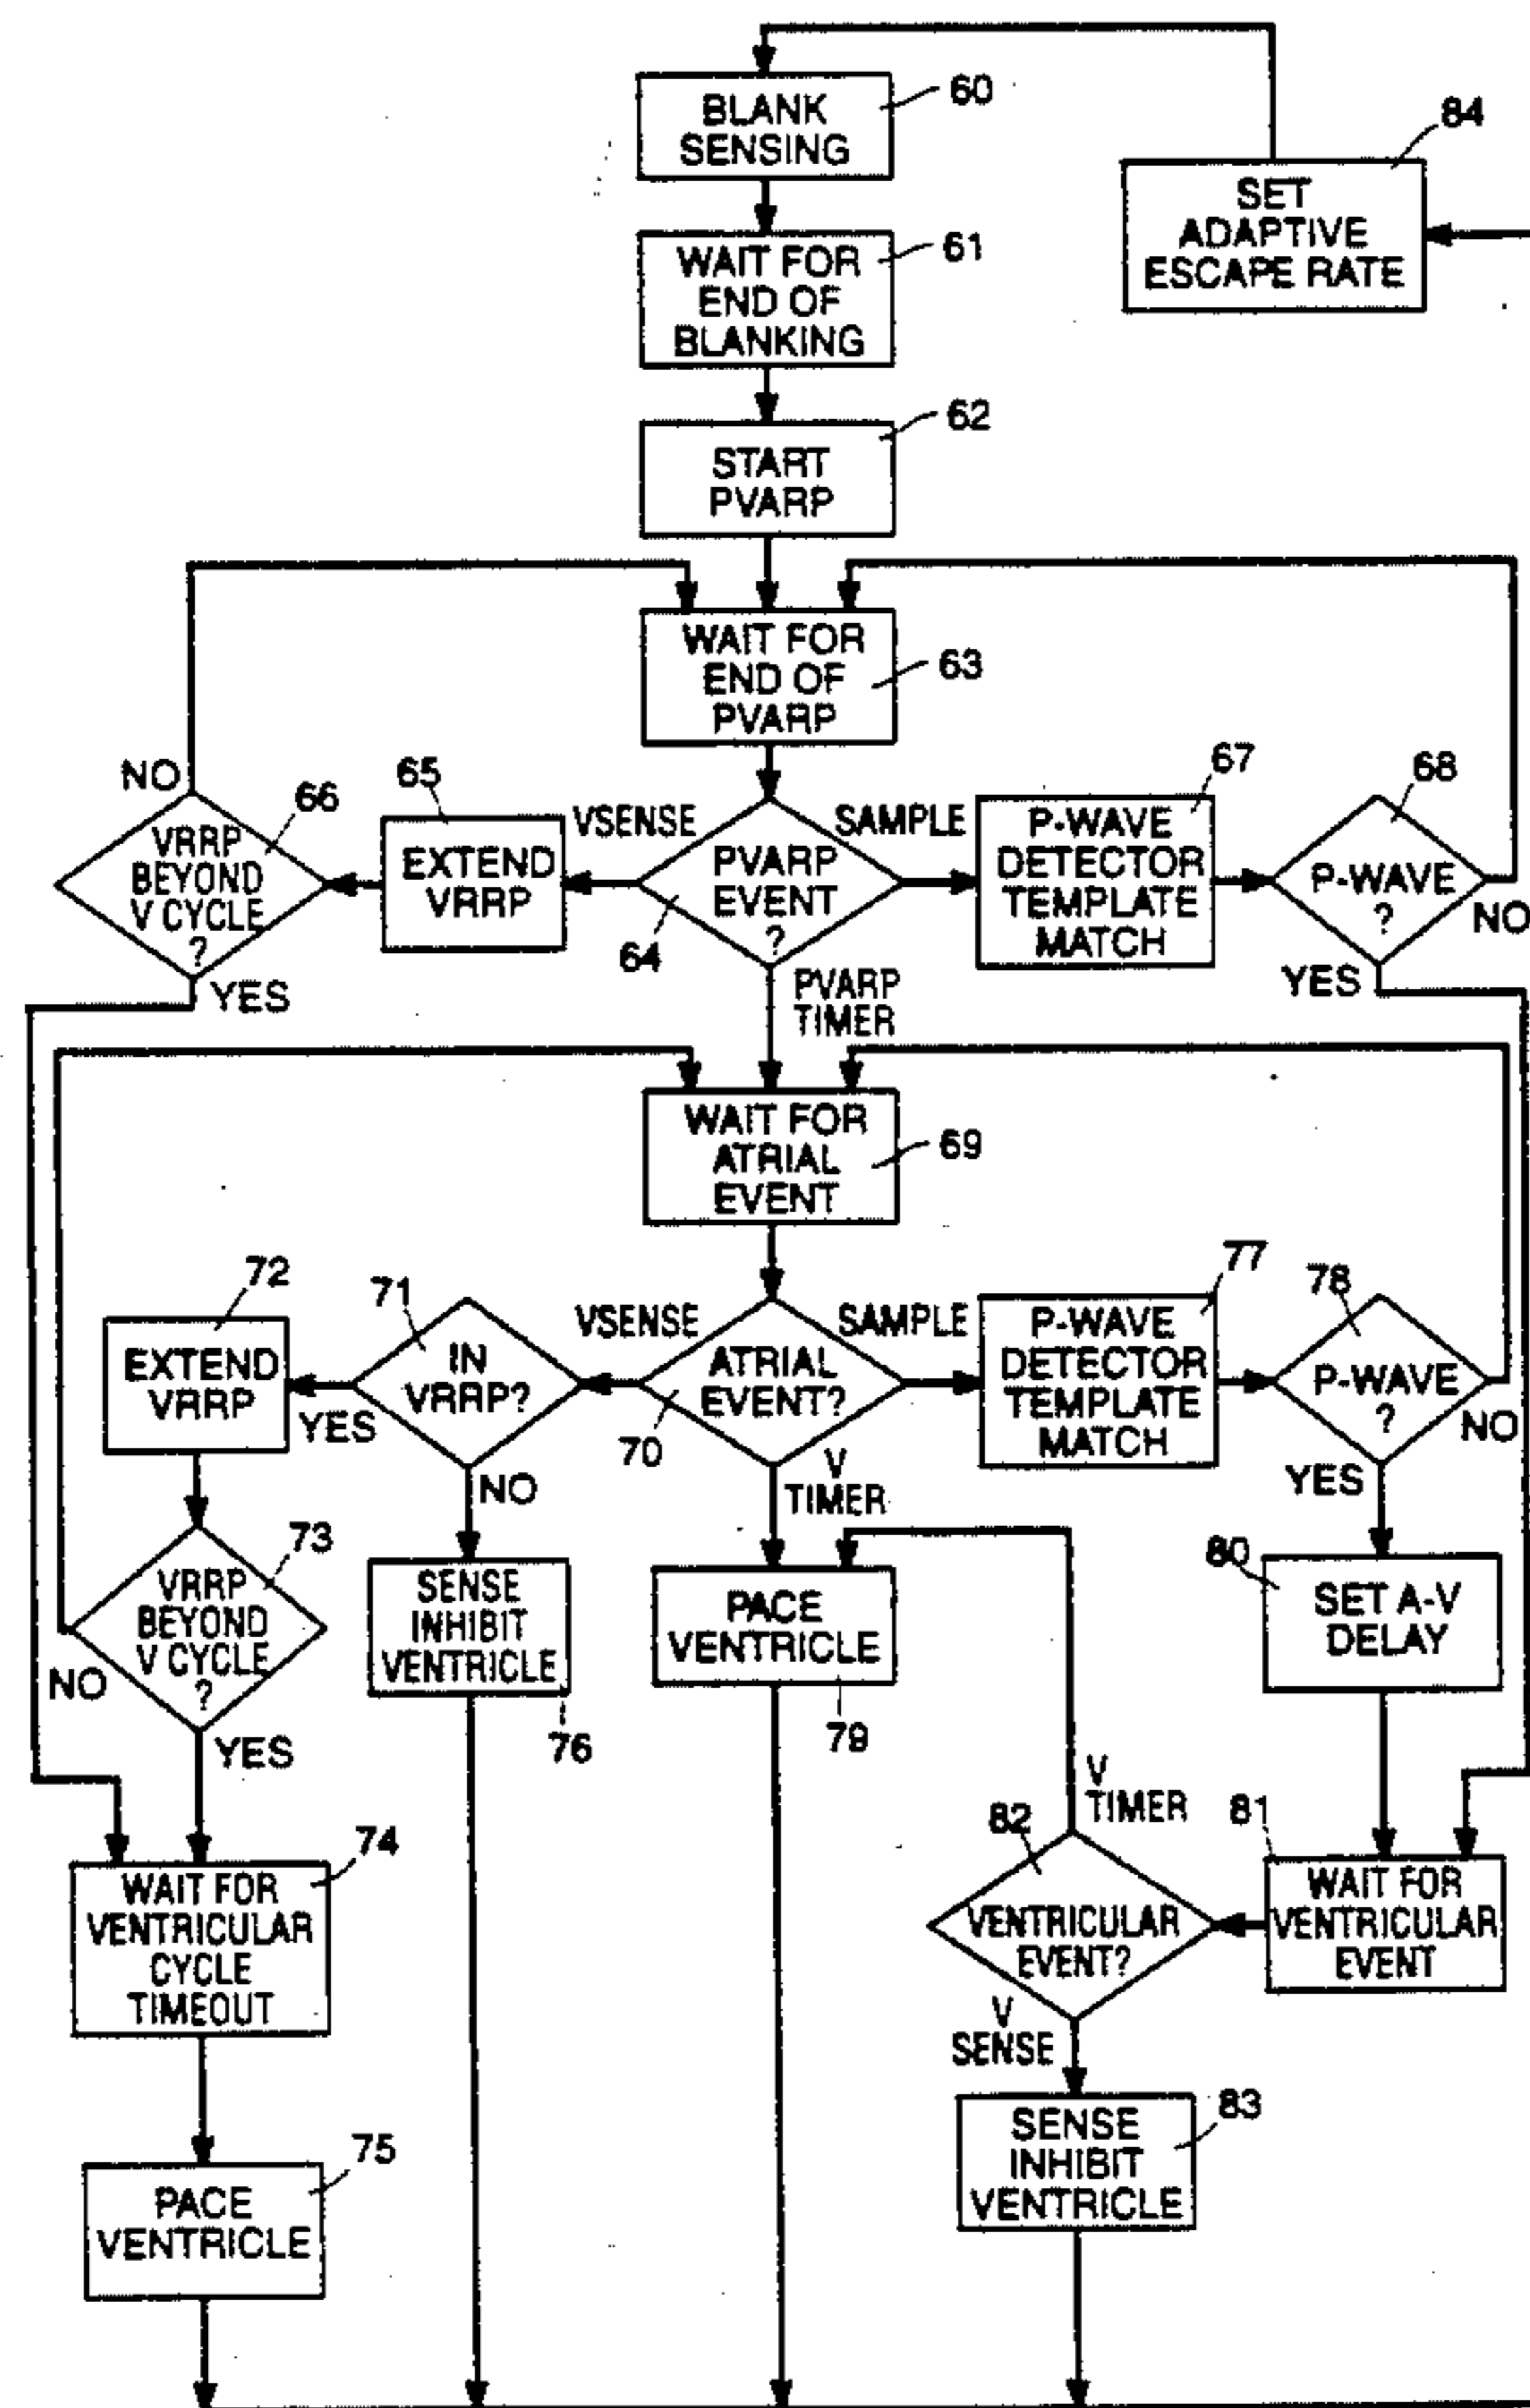 BLANK
SENSING
60
84
SET
ADAPTIVE
ESCAPE RATE
WAIT FOR
END OF
BLANKING
61
START
PVARP
62
WAIT FOR
END OF
PVARP
63
NO
66
VRRP
BEYOND
V CYCLE
?
YES
65
EXTEND
VRRP
VSENSE
PVARP
EVENT
?
64
SAMPLE
PVARP
TIMER
67
P-WAVE
DETECTOR
TEMPLATE
MATCH
68
P-WAVE
?
NO
YES
WAIT FOR
ATRIAL
EVENT
69
72
EXTEND
VRRP
71
IN
VRRP?
YES
NO
VSENSE
ATRIAL
EVENT?
70
SAMPLE
V
TIMER
77
P-WAVE
DETECTOR
TEMPLATE
MATCH
78
P-WAVE
?
NO
YES
73
VRRP
BEYOND
V CYCLE
?
NO
YES
SENSE
INHIBIT
VENTRICLE
76
PACE
VENTRICLE
79
80
SET A-V
DELAY
V
TIMER
82
VENTRICULAR
EVENT?
V
SENSE
81
WAIT FOR
VENTRICULAR
EVENT
74
WAIT FOR
VENTRICULAR
CYCLE
TIMEOUT
83
SENSE
INHIBIT
VENTRICLE
75
PACE
VENTRICLE